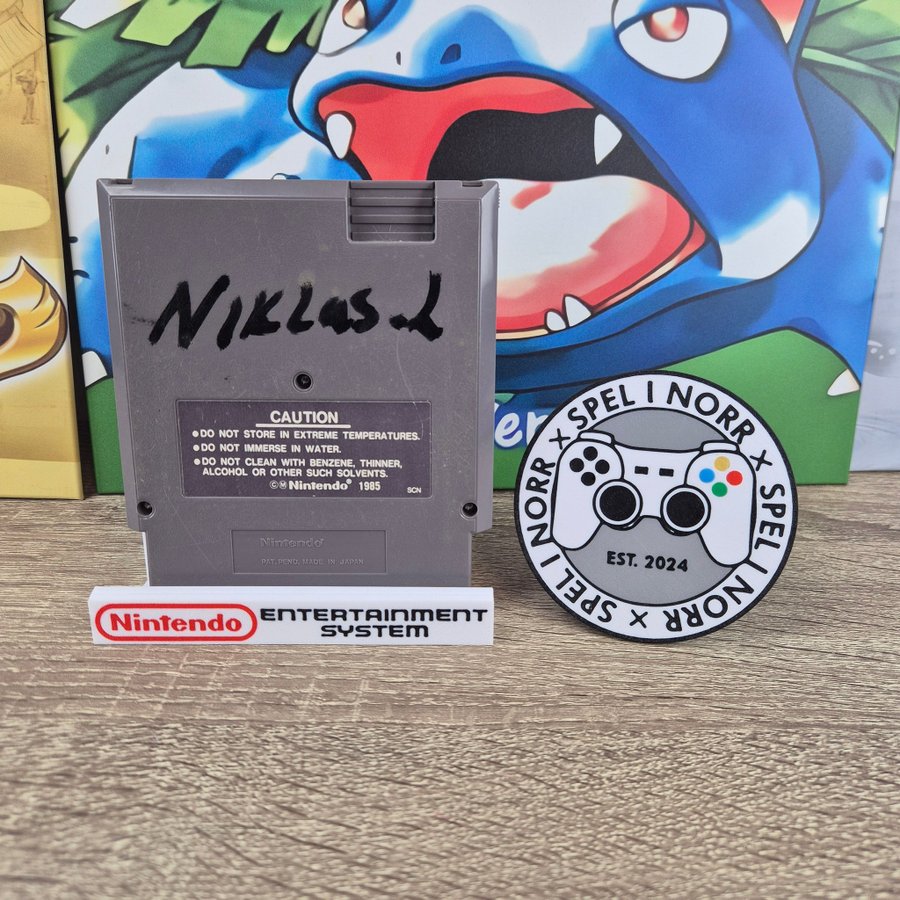 NIKLAS L
CAUTION
●DO NOT STORE IN EXTREME TEMPERATURES.
●DO NOT IMMERSE IN WATER.
●DO NOT CLEAN WITH BENZENE, THINNER,
ALCOHOL OR OTHER SUCH SOLVENTS.
©Ⓜ Nintendo® 1985
SCN
Nintendo®
PAT. PEND. MADE IN JAPAN
Nintendo ENTERTAINMENT
SYSTEM
SPEL I NORR × SPEL I NORR × SPEL I NORR ×
EST. 2024